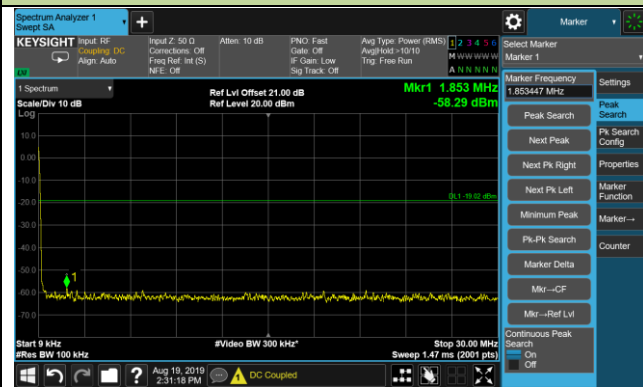 Spectrum Analyzer 1
Swept SA
+
Marker
KEYSIGHT
Input: RF
Coupling: DC
Align: Auto
Input Z: 50 Ω
Corrections: Off
Freq Ref: Int (S)
NFE: Off
Atten: 10 dB
PNO: Fast
Gate: Off
IF Gain: Low
Sig Track: Off
Avg Type: Power (RMS)
Avg|Hold:>10/10
Trig: Free Run
1 2 3 4 5 6
M W W W W W
A N N N N N
Select Marker
Marker 1
LXI
1 Spectrum
Scale/Div 10 dB
Log
Ref Lvl Offset 21.00 dB
Ref Level 20.00 dBm
Mkr1 1.853 MHz
-58.29 dBm
10.0
0.00
-10.0
-20.0
-30.0
-40.0
-50.0
-60.0
-70.0
DL1 -19.02 dBm
1
Start 9 kHz
#Res BW 100 kHz
#Video BW 300 kHz*
Stop 30.00 MHz
Sweep 1.47 ms (2001 pts)
Marker Frequency
1.853447 MHz
Peak Search
Next Peak
Next Pk Right
Next Pk Left
Minimum Peak
Pk-Pk Search
Marker Delta
Mkr→CF
Mkr→Ref Lvl
Continuous Peak
Search
On
Off
Settings
Peak
Search
Pk Search
Config
Properties
Marker
Function
Marker→
Counter
?
Aug 19, 2019
2:31:18 PM
DC Coupled